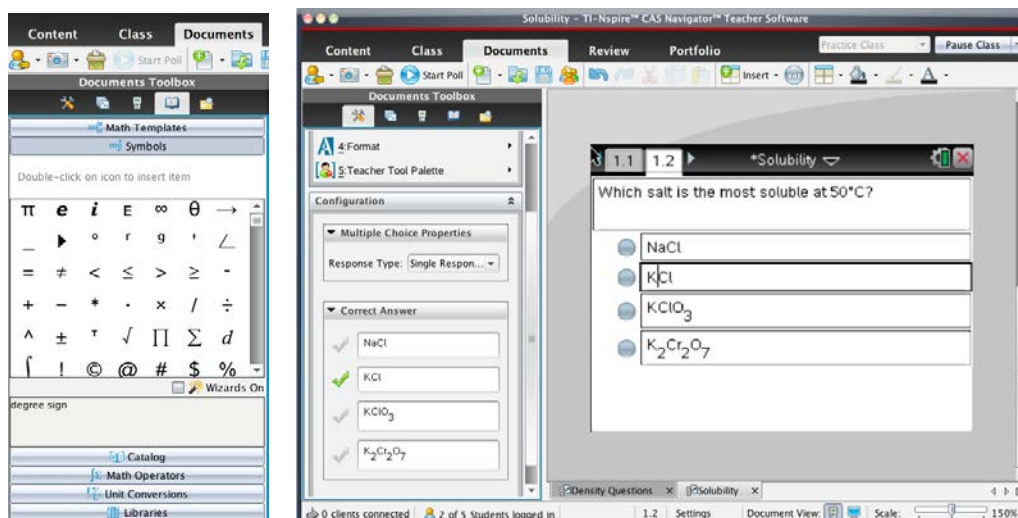 Content Class Documents
Start Poll
Documents Toolbox
Math Templates
Symbols
Double-click on icon to insert item
π e i E ∞ θ →
_ ▶ ° r g ' ∠
= ≠ < ≤ > ≥ -
+ − * · × / ÷
^ ± ᵀ √ ∏ Σ d
∫ ! © @ # $ %
Wizards On
degree sign
Catalog
Math Operators
Unit Conversions
Libraries
Solubility - TI-Nspire™ CAS Navigator™ Teacher Software
Content Class Documents Review Portfolio
Practice Class
Pause Class
Start Poll
Insert
A
Documents Toolbox
4:Format
5:Teacher Tool Palette
Configuration
Multiple Choice Properties
Response Type: Single Respon...
Correct Answer
NaCl
KCl
KClO₃
K₂Cr₂O₇
1.1 1.2 *Solubility
Which salt is the most soluble at 50°C?
NaCl
KCl
KClO₃
K₂Cr₂O₇
Density Questions Solubility
0 clients connected 2 of 5 Students logged in 1.2 Settings Document View: Scale: 150%